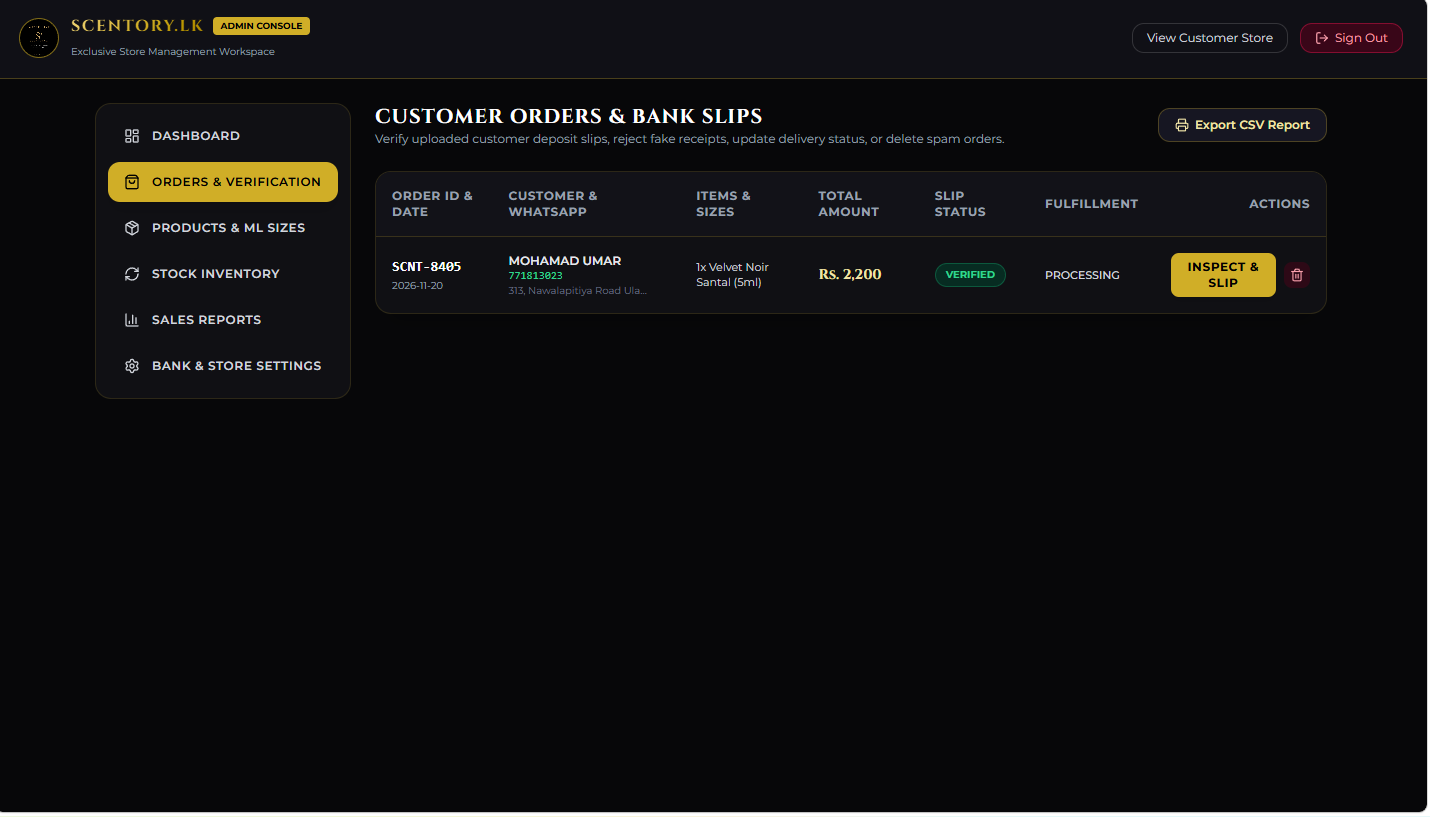 SCENTORY.LK
ADMIN CONSOLE
Exclusive Store Management Workspace
View Customer Store
Sign Out
DASHBOARD
ORDERS & VERIFICATION
PRODUCTS & ML SIZES
STOCK INVENTORY
SALES REPORTS
BANK & STORE SETTINGS
CUSTOMER ORDERS & BANK SLIPS
Verify uploaded customer deposit slips, reject fake receipts, update delivery status, or delete spam orders.
Export CSV Report
ORDER ID &
DATE
CUSTOMER &
WHATSAPP
ITEMS &
SIZES
TOTAL
AMOUNT
SLIP
STATUS
FULFILLMENT
ACTIONS
SCNT-8405
2026-11-20
MOHAMAD UMAR
771813023
313, Nawalapitiya Road Ula...
1x Velvet Noir
Santal (5ml)
Rs. 2,200
VERIFIED
PROCESSING
INSPECT &
SLIP